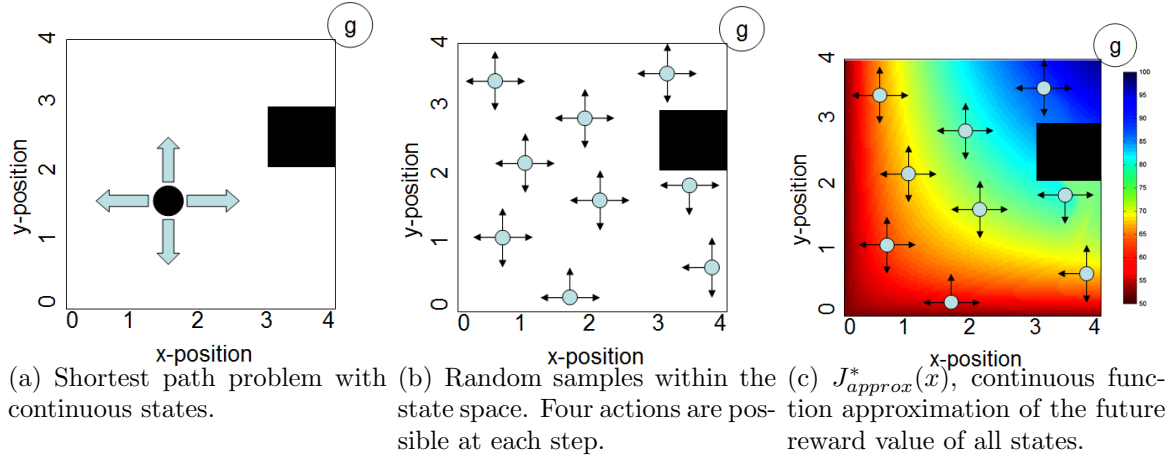 g
4
3
2
1
0
y-position
0 1 2 3 4
x-position
(a) Shortest path problem with
continuous states.
g
4
3
2
1
0
y-position
0 1 2 3 4
x-position
(b) Random samples within the
state space. Four actions are pos-
sible at each step.
g
4
3
2
1
0
y-position
0 1 2 3 4
x-position
100
95
90
85
80
75
70
65
60
55
50
(c) J*approx(x), continuous func-
tion approximation of the future
reward value of all states.